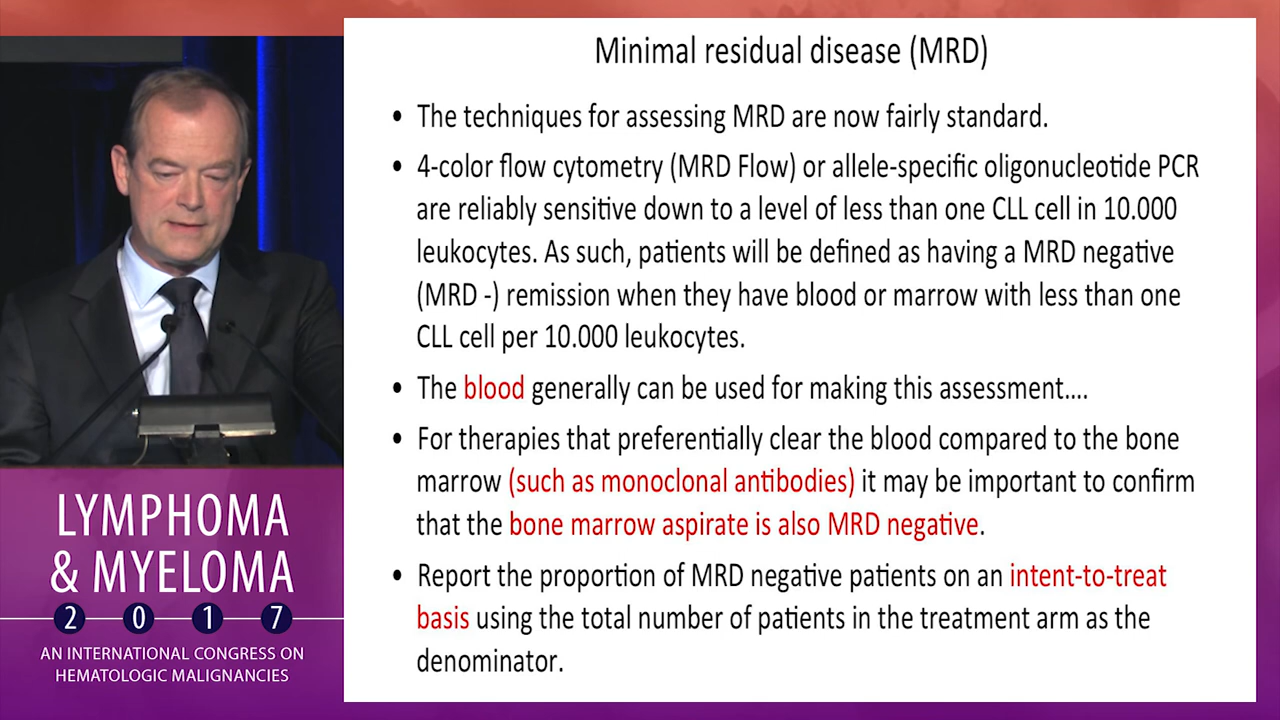 Minimal residual disease (MRD)
• The techniques for assessing MRD are now fairly standard.
• 4-color flow cytometry (MRD Flow) or allele-specific oligonucleotide PCR
are reliably sensitive down to a level of less than one CLL cell in 10.000
leukocytes. As such, patients will be defined as having a MRD negative
(MRD -) remission when they have blood or marrow with less than one
CLL cell per 10.000 leukocytes.
• The blood generally can be used for making this assessment....
• For therapies that preferentially clear the blood compared to the bone
marrow (such as monoclonal antibodies) it may be important to confirm
that the bone marrow aspirate is also MRD negative.
• Report the proportion of MRD negative patients on an intent-to-treat
basis using the total number of patients in the treatment arm as the
denominator.
LYMPHOMA
& MYELOMA
2017
AN INTERNATIONAL CONGRESS ON
HEMATOLOGIC MALIGNANCIES